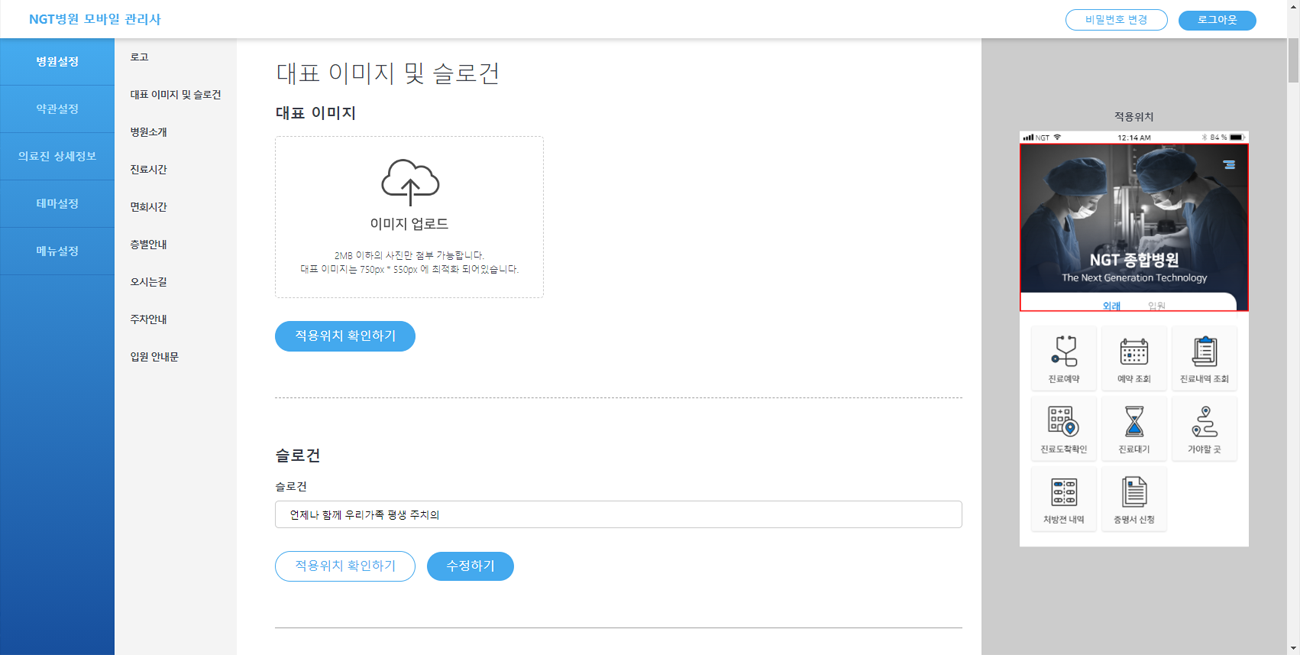 NGT병원 모바일 관리사
비밀번호 변경
로그아웃
병원설정
약관설정
의료진 상세정보
테마설정
메뉴설정
로고
대표 이미지 및 슬로건
병원소개
진료시간
면회시간
층별안내
오시는길
주차안내
입원 안내문
대표 이미지 및 슬로건
대표 이미지
이미지 업로드
2MB 이하의 사진만 첨부 가능합니다.
대표 이미지는 750px * 550px 에 최적화 되어있습니다.
적용위치 확인하기
슬로건
슬로건
언제나 함께 우리가족 평생 주치의
적용위치 확인하기
수정하기
적용위치
NGT
12:14 AM
84 %
NGT 종합병원
The Next Generation Technology
외래
입원
진료예약
예약 조회
진료내역 조회
진료도착확인
진료대기
가야할 곳
처방전 내역
증명서 신청